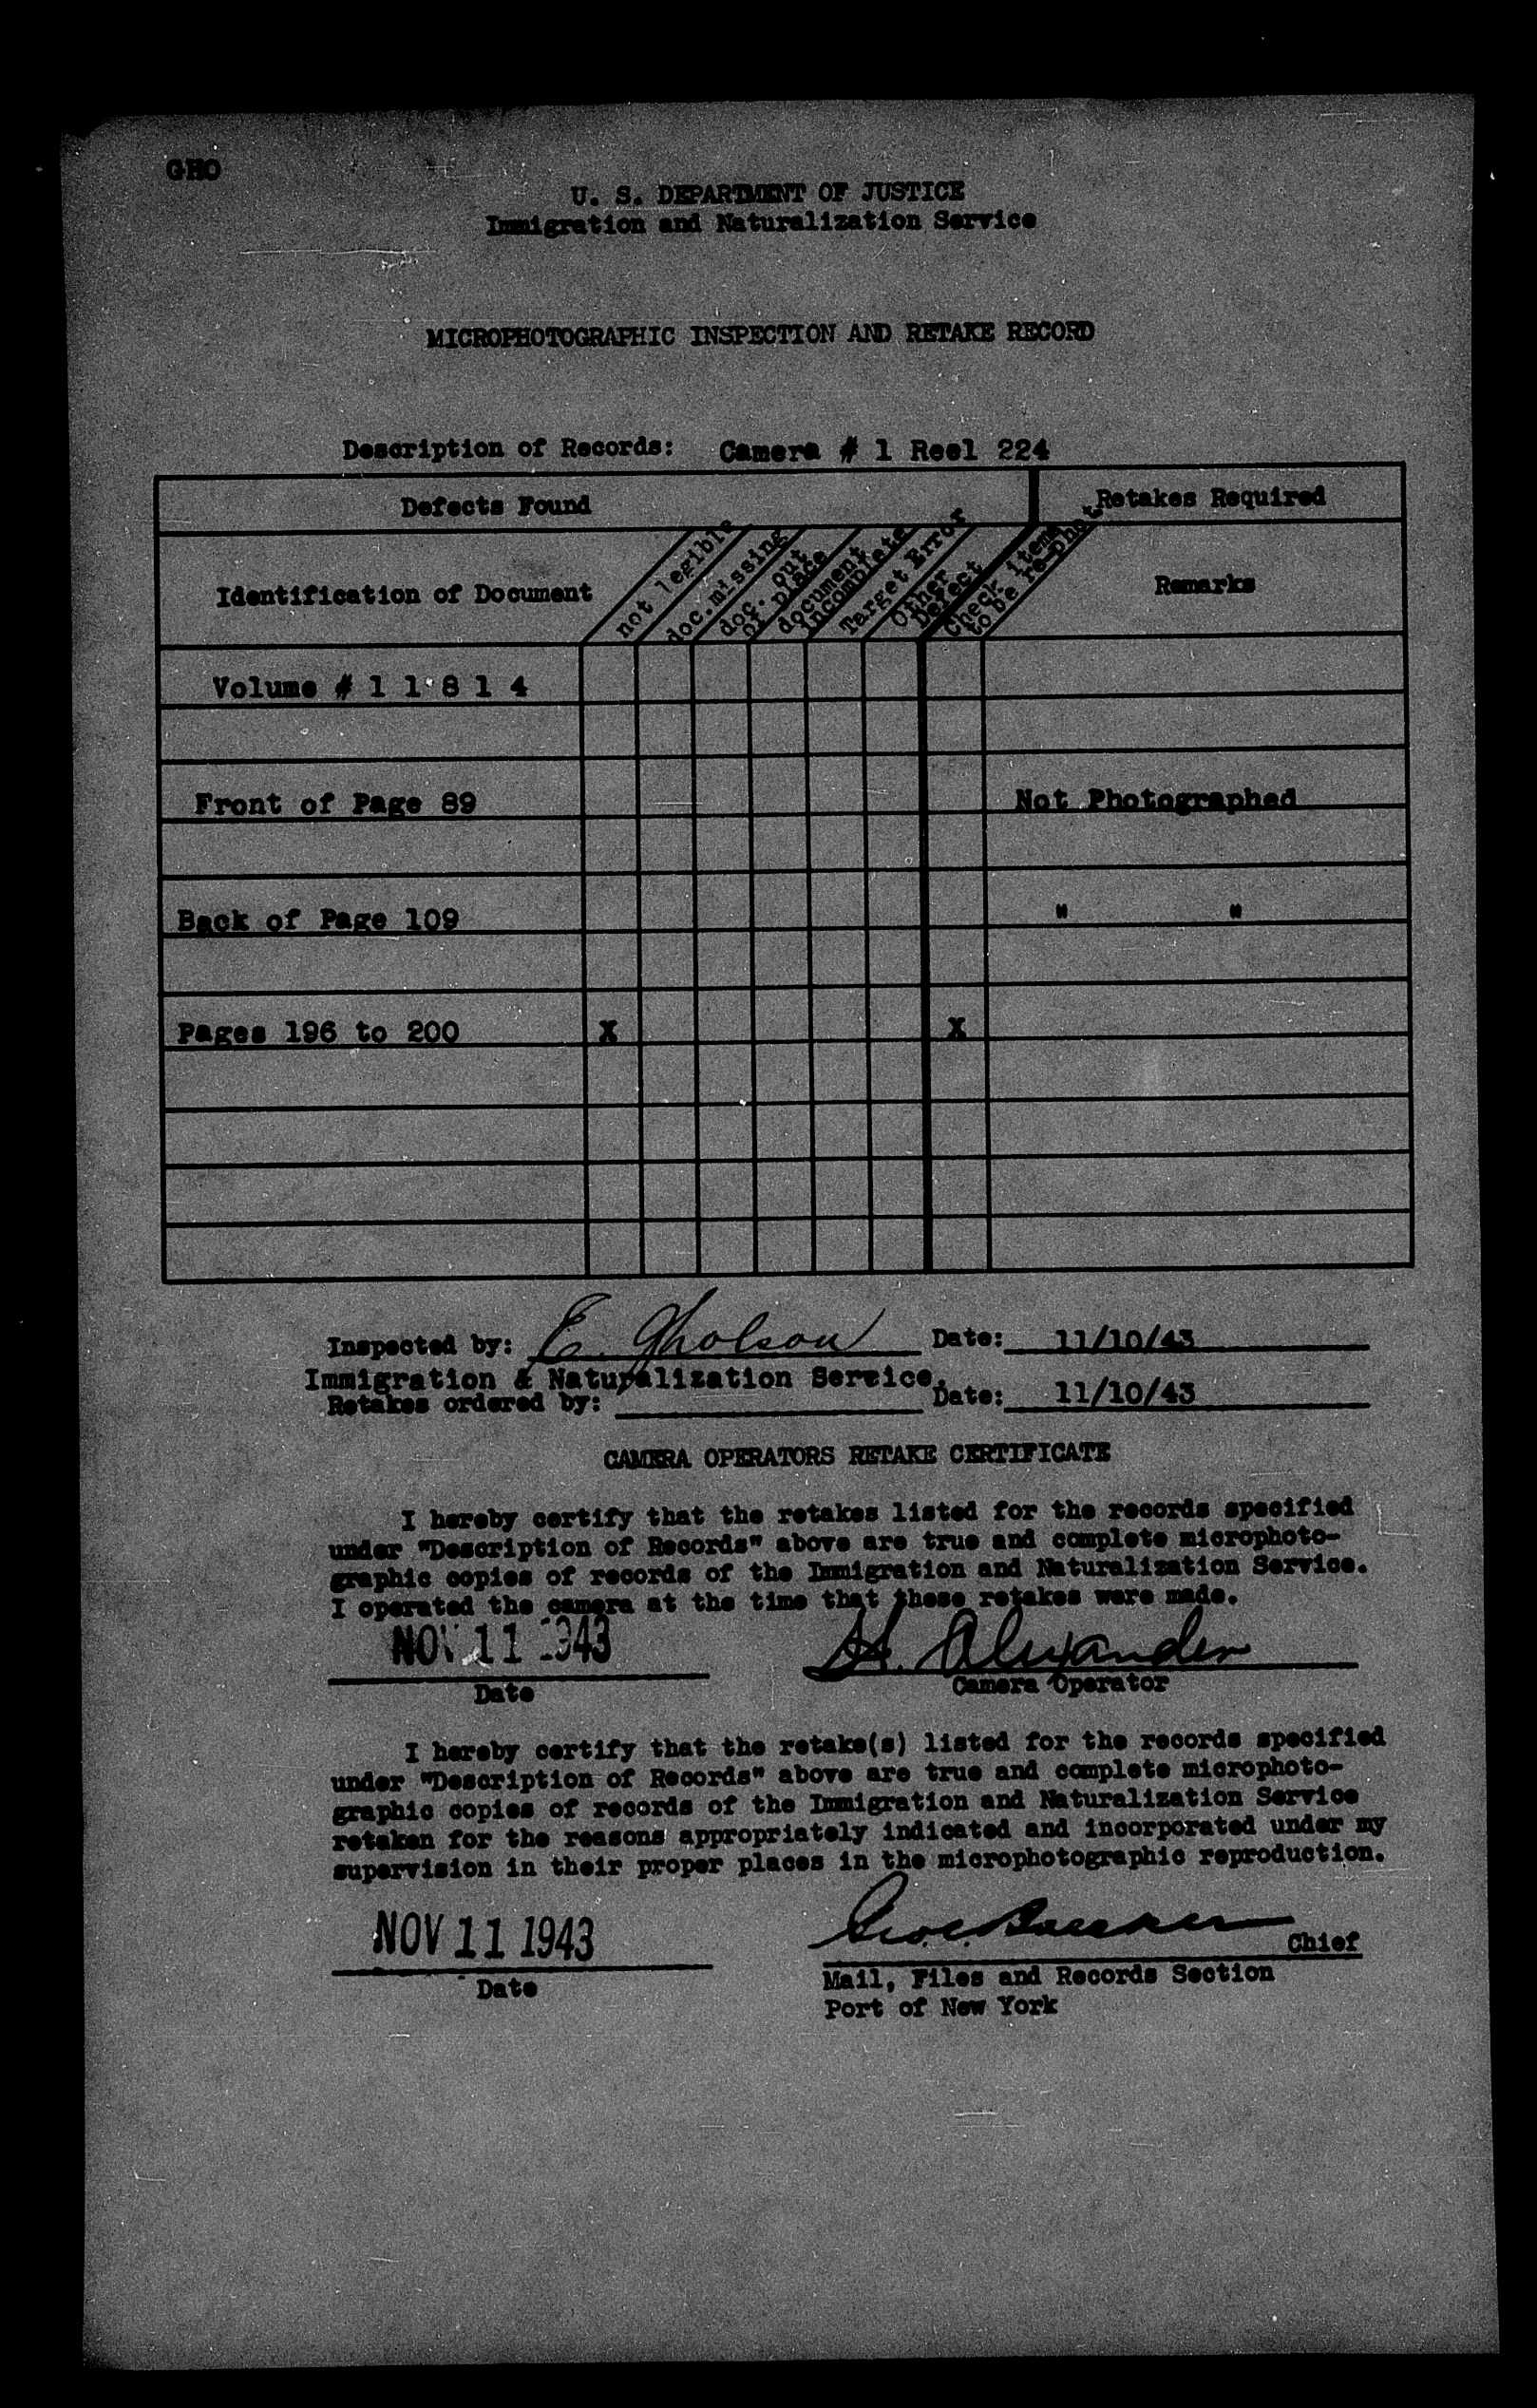 GHO
U. S. DEPARTMENT OF JUSTICE
Immigration and Naturalization Service
MICROPHOTOGRAPHIC INSPECTION AND RETAKE RECORD
Description of Records: Camera # 1 Reel 224
Defects Found Retakes Required
Identification of Document
not legible
doc. missing
doc. out
of place
document
incomplete
Target Error
Other
Defect
Check items
to be re-phot.
Remarks
Volume # 1 1 8 1 4
Front of Page 89 Not Photographed
Back of Page 109 " "
Pages 196 to 200 X X
Inspected by: E. Gholson Date: 11/10/43
Immigration & Naturalization Service.
Retakes ordered by: Date: 11/10/43
CAMERA OPERATORS RETAKE CERTIFICATE
I hereby certify that the retakes listed for the records specified
under "Description of Records" above are true and complete microphoto-
graphic copies of records of the Immigration and Naturalization Service.
I operated the camera at the time that these retakes were made.
NOV 11 1943 H. Alexander
Date Camera Operator
I hereby certify that the retake(s) listed for the records specified
under "Description of Records" above are true and complete microphoto-
graphic copies of records of the Immigration and Naturalization Service
retaken for the reasons appropriately indicated and incorporated under my
supervision in their proper places in the microphotographic reproduction.
NOV 11 1943 Chief
Date Mail, Files and Records Section
Port of New York